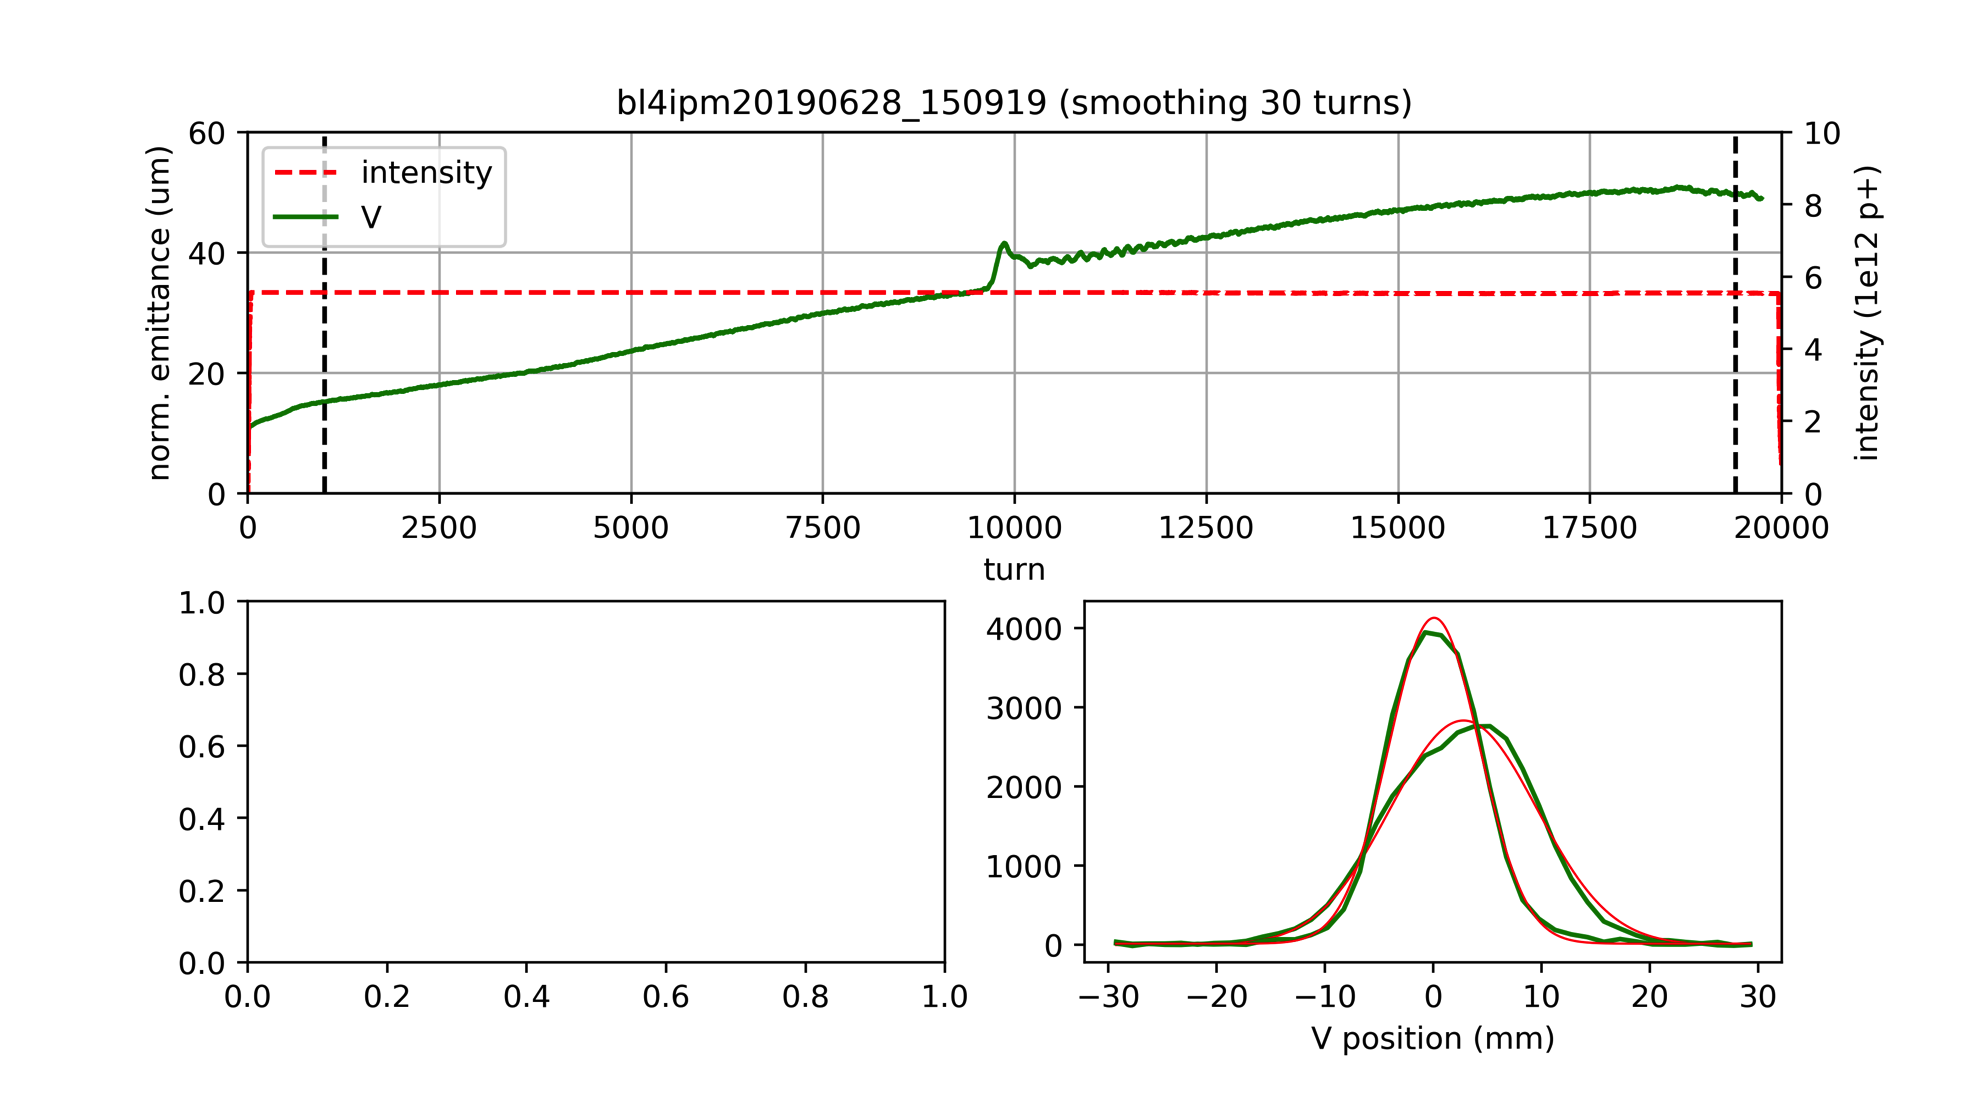 bl4ipm20190628_150919 (smoothing 30 turns)
norm. emittance (um)
60
40
20
0
intensity
V
10
8
6
4
2
0
intensity (1e12 p+)
0 2500 5000 7500 10000 12500 15000 17500 20000
turn
1.0
0.8
0.6
0.4
0.2
0.0
0.0 0.2 0.4 0.6 0.8 1.0
4000
3000
2000
1000
0
−30 −20 −10 0 10 20 30
V position (mm)